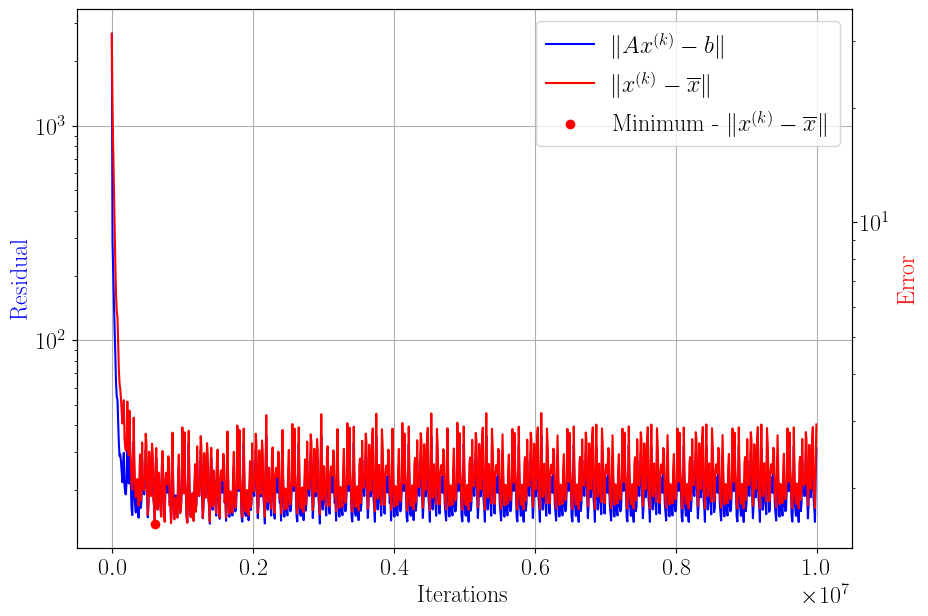 ‖Ax^{(k)} − b‖
‖x^{(k)} − x̅‖
Minimum - ‖x^{(k)} − x̅‖
10^3
10^2
Residual
10^1
Error
0.0 0.2 0.4 0.6 0.8 1.0
Iterations
×10^7